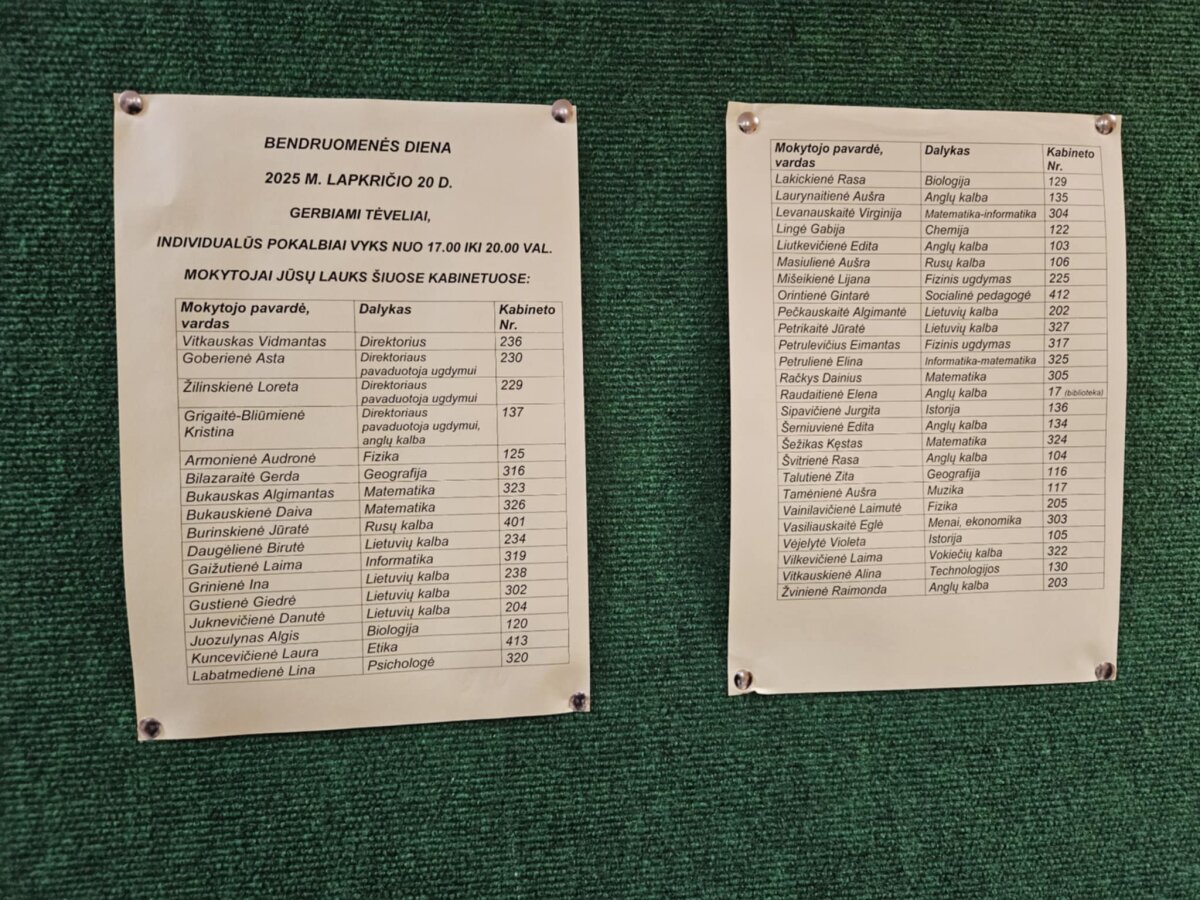 BENDRUOMENĖS DIENA
2025 M. LAPKRIČIO 20 D.
GERBIAMI TĖVELIAI,
INDIVIDUALŪS POKALBIAI VYKS NUO 17.00 IKI 20.00 VAL.
MOKYTOJAI JŪSŲ LAUKS ŠIUOSE KABINETUOSE:
Mokytojo pavardė, vardas Dalykas Kabineto Nr.
Vitkauskas Vidmantas Direktorius 236
Goberienė Asta Direktoriaus pavaduotoja ugdymui 230
Žilinskienė Loreta Direktoriaus pavaduotoja ugdymui 229
Grigaitė-Bliūmienė Kristina Direktoriaus pavaduotoja ugdymui, anglų kalba 137
Armonienė Audronė Fizika 125
Bilazaraitė Gerda Geografija 316
Bukauskas Algimantas Matematika 323
Bukauskienė Daiva Matematika 326
Burinskienė Jūratė Rusų kalba 401
Daugėlienė Birutė Lietuvių kalba 234
Gaižutienė Laima Informatika 319
Grinienė Ina Lietuvių kalba 238
Gustienė Giedrė Lietuvių kalba 302
Juknevičienė Danutė Lietuvių kalba 204
Juozulynas Algis Biologija 120
Kuncevičienė Laura Etika 413
Labatmedienė Lina Psichologė 320
Mokytojo pavardė, vardas Dalykas Kabineto Nr.
Lakickienė Rasa Biologija 129
Laurynaitienė Aušra Anglų kalba 135
Levanauskaitė Virginija Matematika-informatika 304
Lingė Gabija Chemija 122
Liutkevičienė Edita Anglų kalba 103
Masiulienė Aušra Rusų kalba 106
Mišeikienė Lijana Fizinis ugdymas 225
Orintienė Gintarė Socialinė pedagogė 412
Pečkauskaitė Algimantė Lietuvių kalba 202
Petrikaitė Jūratė Lietuvių kalba 327
Petrulevičius Eimantas Fizinis ugdymas 317
Petrulienė Elina Informatika-matematika 325
Račkys Dainius Matematika 305
Raudaitienė Elena Anglų kalba 17 (biblioteka)
Sipavičienė Jurgita Istorija 136
Šerniuvienė Edita Anglų kalba 134
Šežikas Kęstas Matematika 324
Švitrienė Rasa Anglų kalba 104
Talutienė Zita Geografija 116
Tamėnienė Aušra Muzika 117
Vainilavičienė Laimutė Fizika 205
Vasiliauskaitė Eglė Menai, ekonomika 303
Vėjelytė Violeta Istorija 105
Vilkevičienė Laima Vokiečių kalba 322
Vitkauskienė Alina Technologijos 130
Žvinienė Raimonda Anglų kalba 203